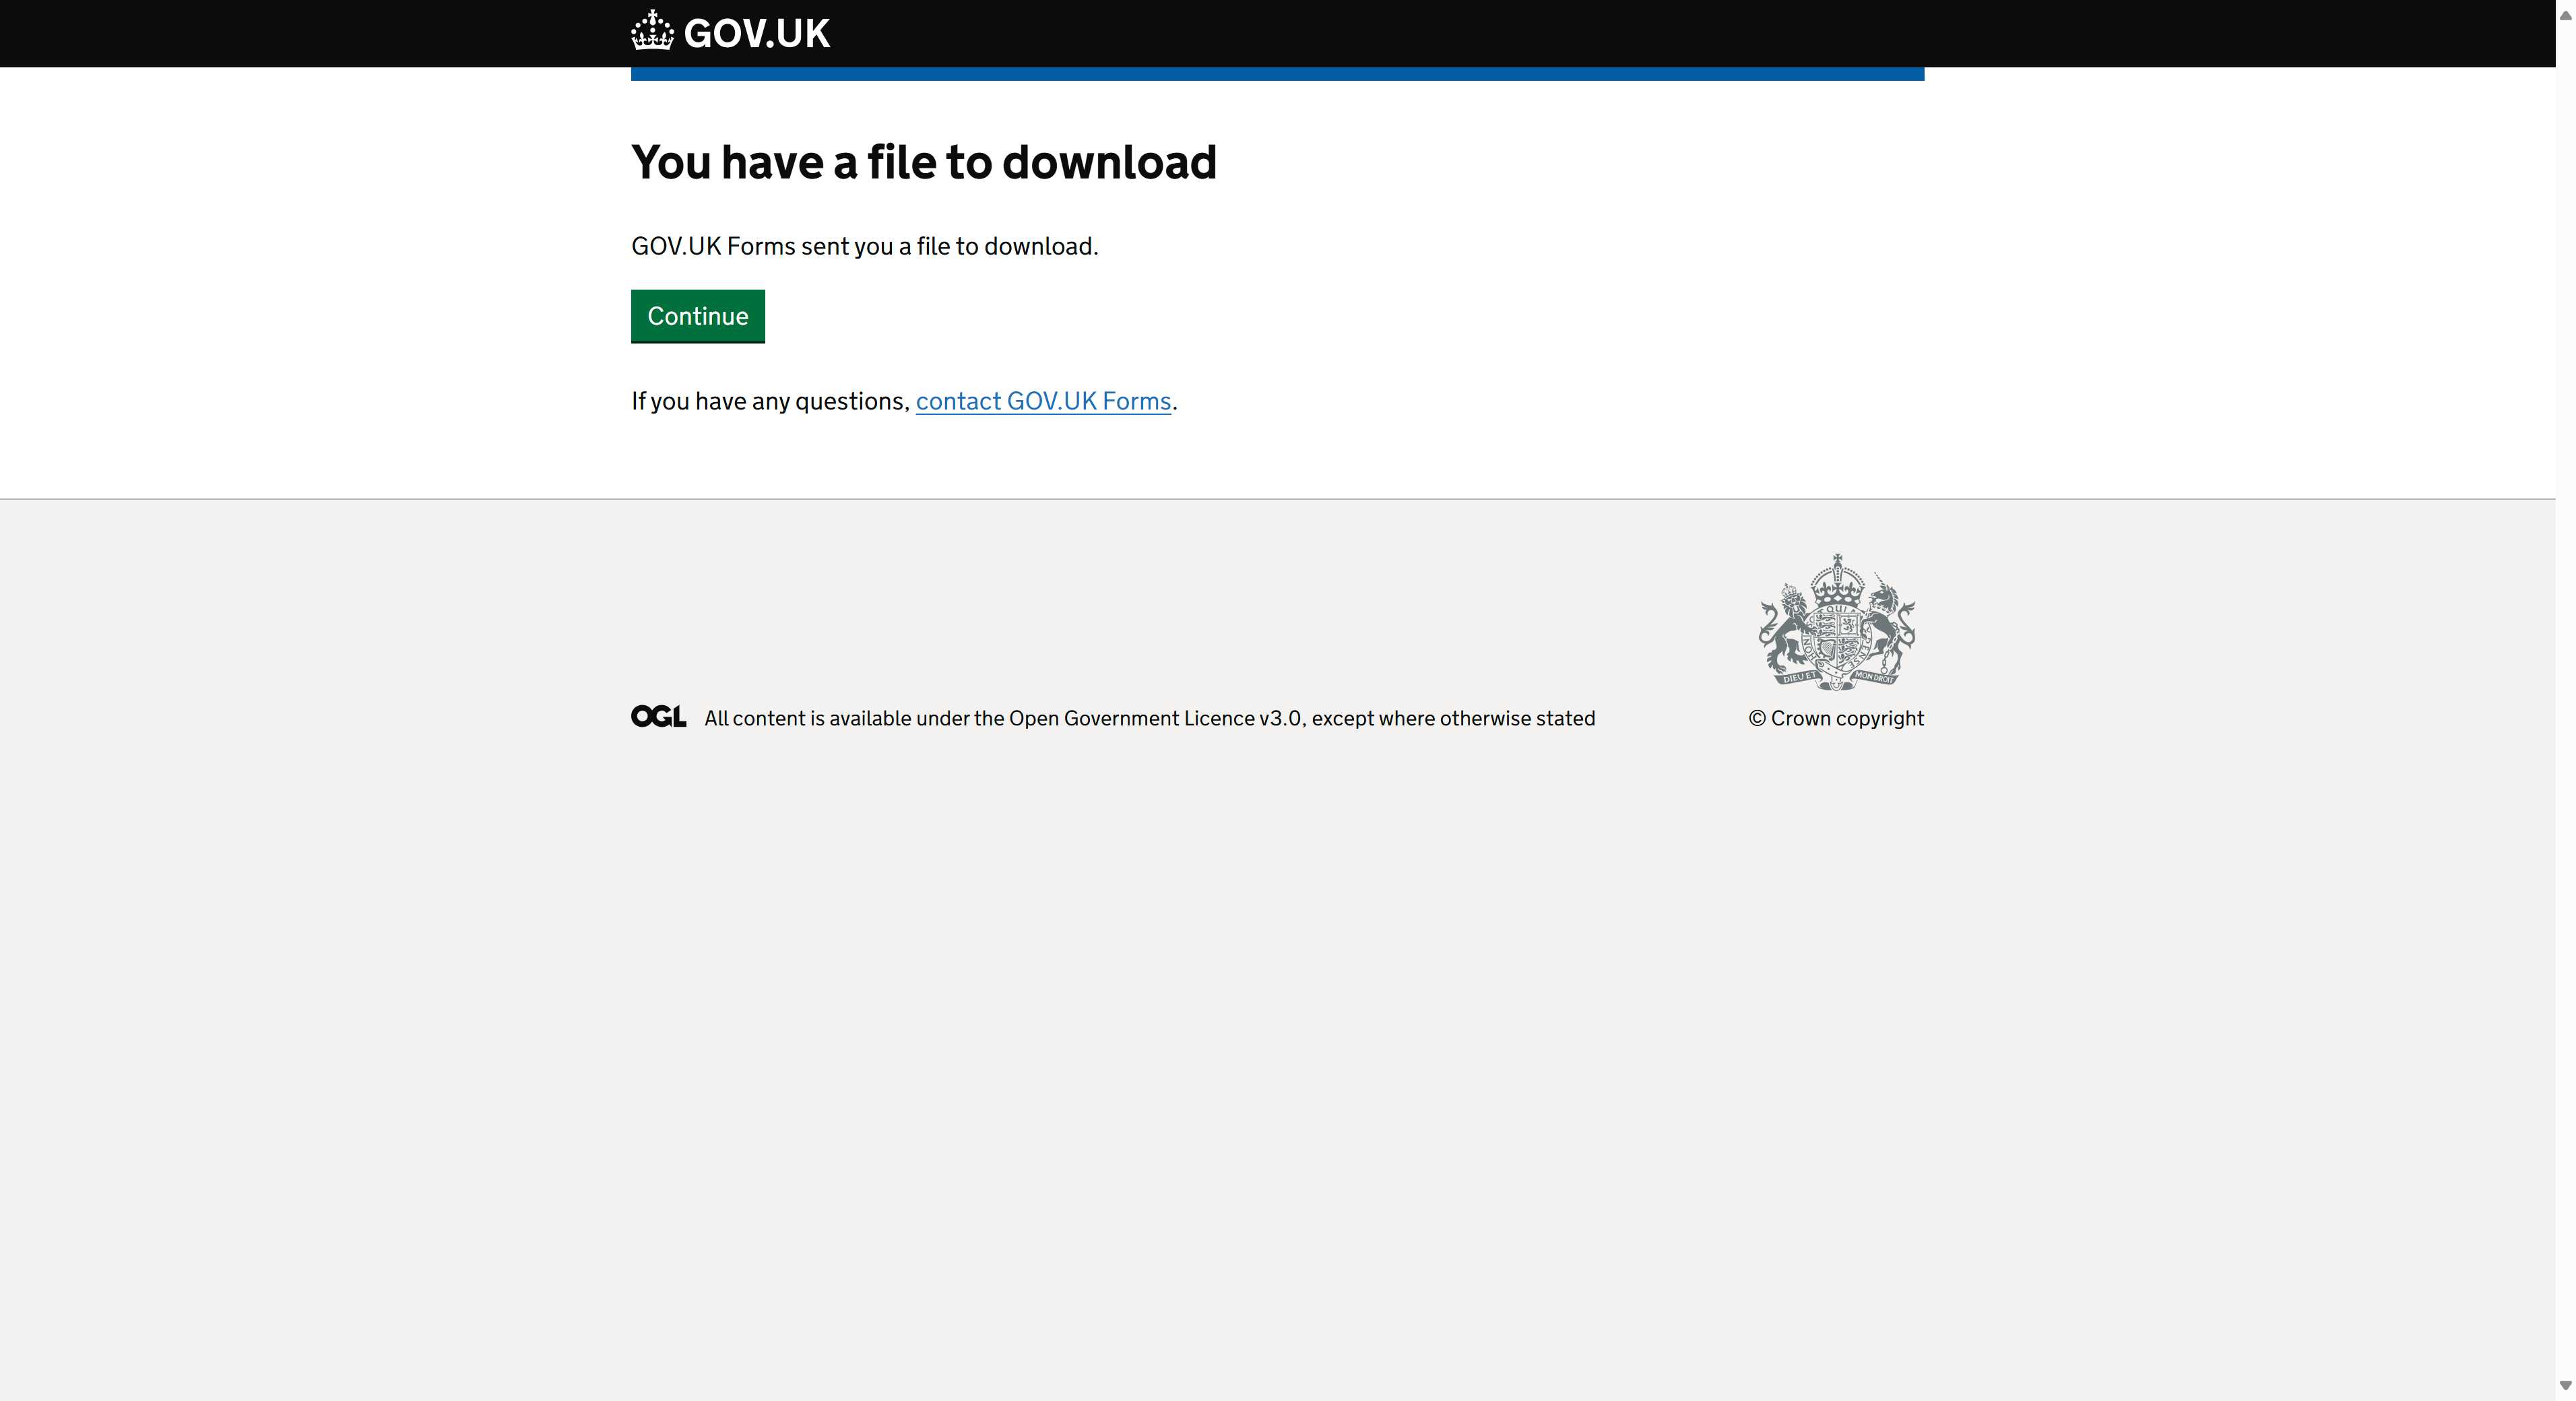 GOV.UK
You have a file to download
GOV.UK Forms sent you a file to download.
Continue
If you have any questions, contact GOV.UK Forms.
DIEU ET MON DROIT
OGL All content is available under the Open Government Licence v3.0, except where otherwise stated
© Crown copyright